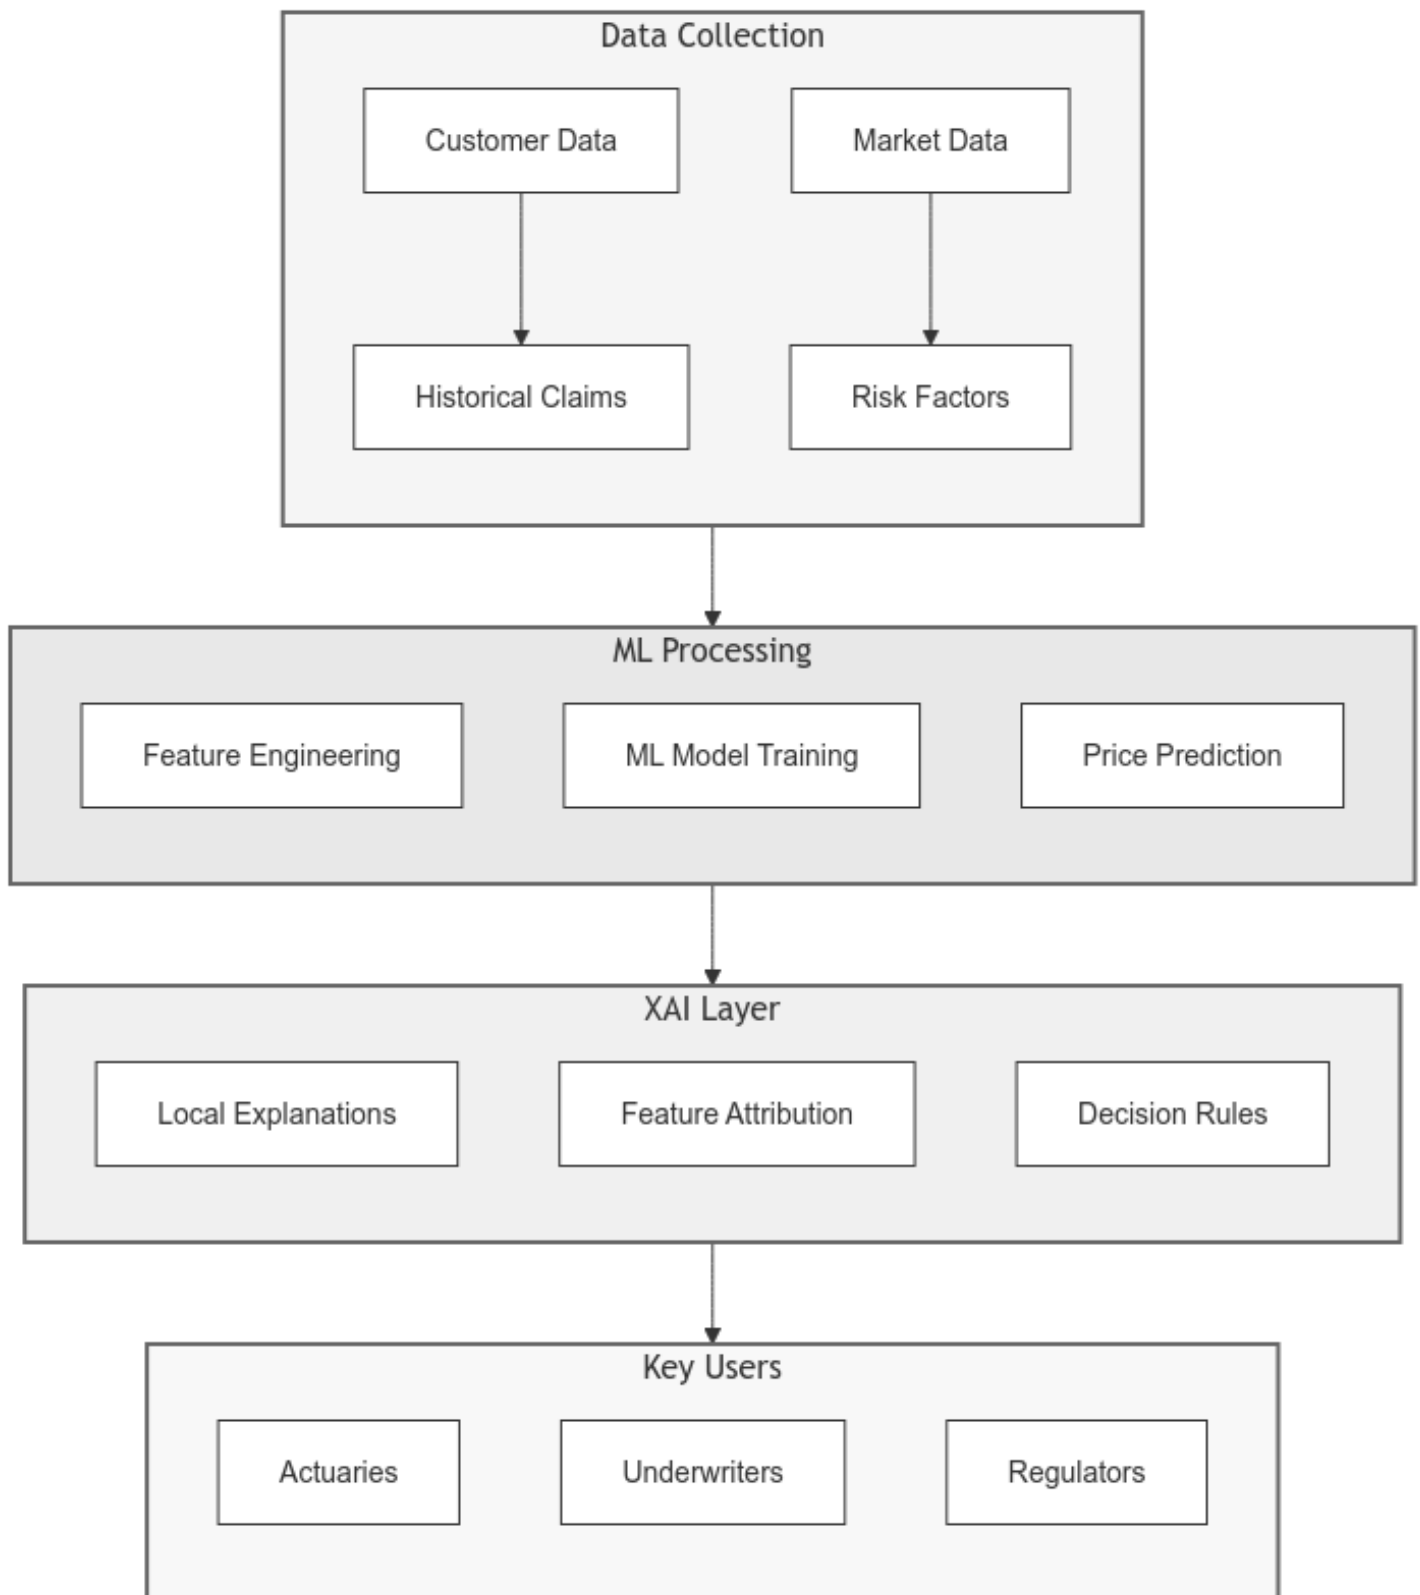 Data Collection
Customer Data
Market Data
Historical Claims
Risk Factors
ML Processing
Feature Engineering
ML Model Training
Price Prediction
XAI Layer
Local Explanations
Feature Attribution
Decision Rules
Key Users
Actuaries
Underwriters
Regulators